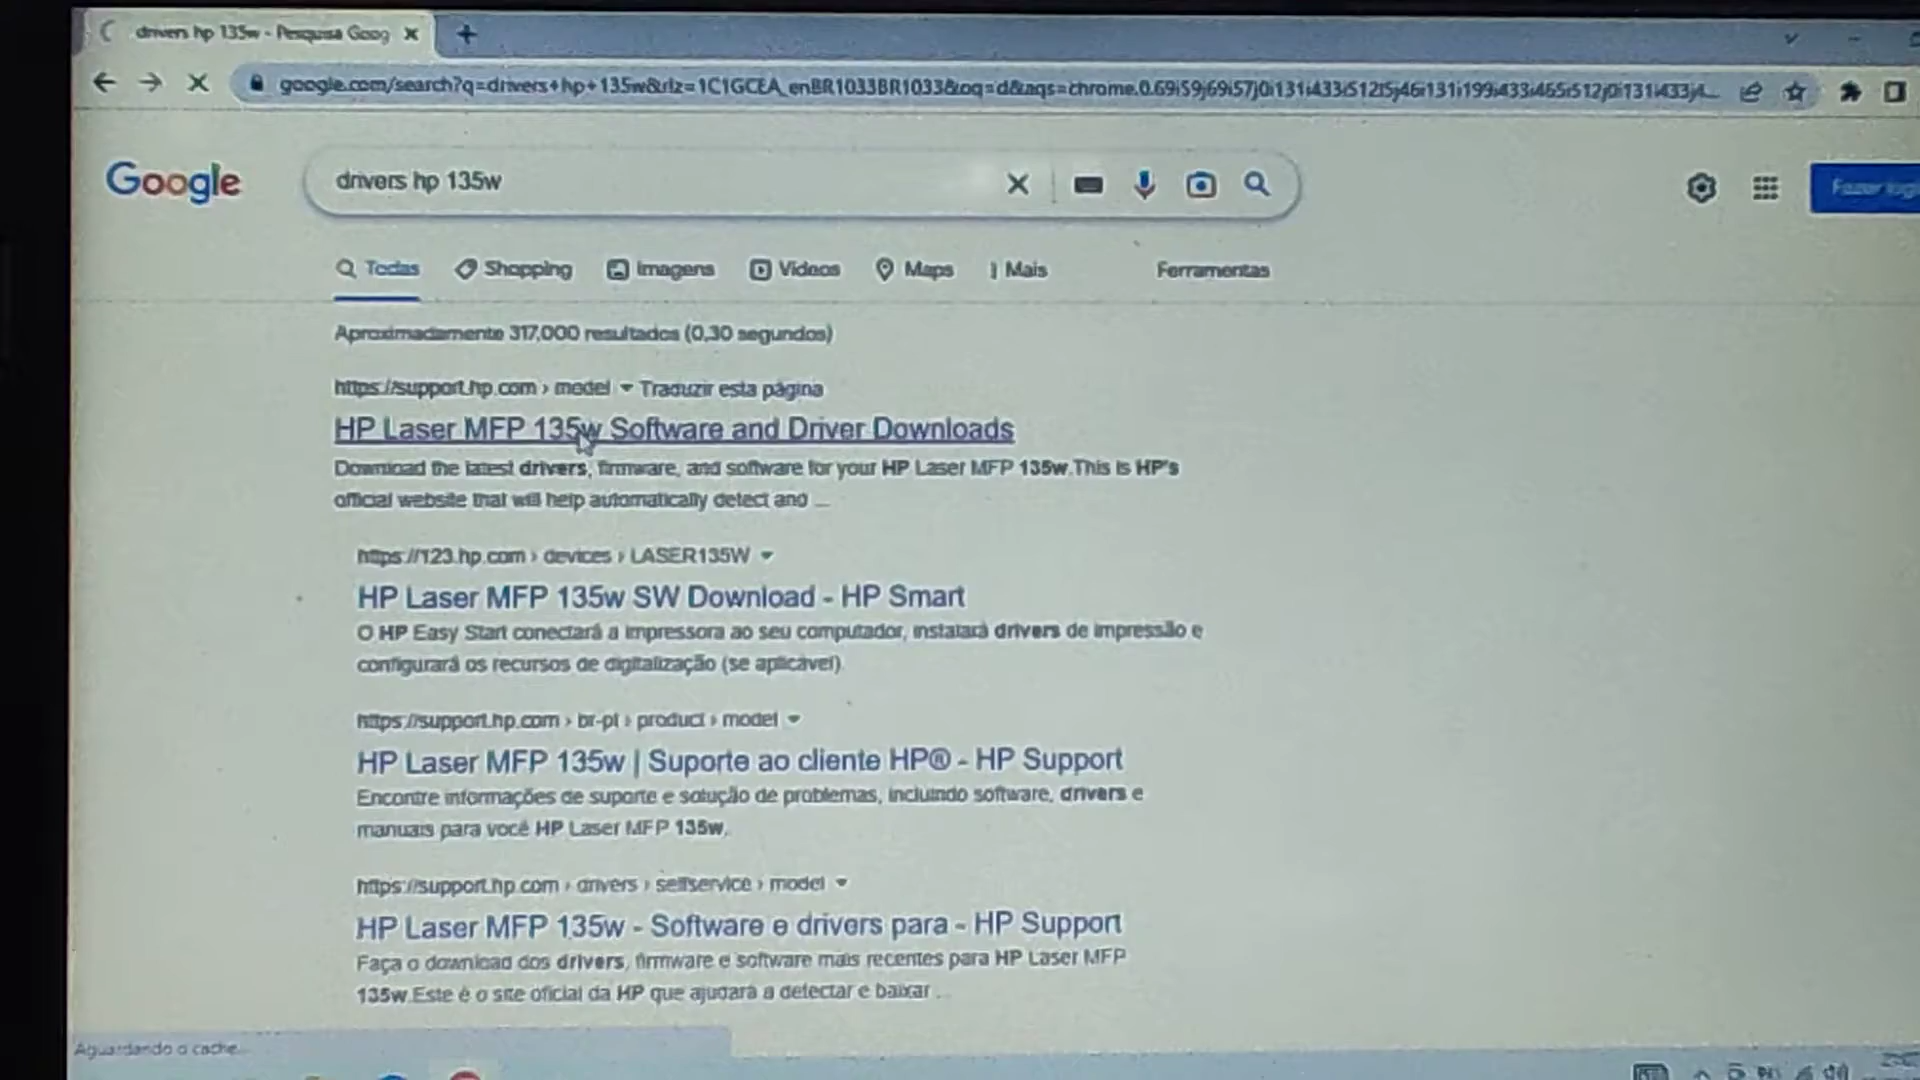 drivers hp 135w - Pesquisa Goog
google.com/search?q=drivers+hp+135w&rlz=1C1GCEA_enBR1033BR1033&oq=d&aqs=chrome.0.69i59j69i57j0i131i433i512l5j46i131i199i433i465i512j0i131i433j4...
Google
drivers hp 135w
Fazer logi
Todas Shopping Imagens Vídeos Maps Mais Ferramentas
Aproximadamente 317,000 resultados (0,30 segundos)
https://support.hp.com › model Traduzir esta página
HP Laser MFP 135w Software and Driver Downloads
Download the latest drivers, firmware, and software for your HP Laser MFP 135w.This is HP's
official website that will help automatically detect and ...
https://123.hp.com › devices › LASER135W
HP Laser MFP 135w SW Download - HP Smart
O HP Easy Start conectará a impressora ao seu computador, instalará drivers de impressão e
configurará os recursos de digitalização (se aplicável)
https://support.hp.com › br-pt › product › model
HP Laser MFP 135w | Suporte ao cliente HP® - HP Support
Encontre informações de suporte e solução de problemas, incluindo software, drivers e
manuais para você HP Laser MFP 135w.
https://support.hp.com › drivers › selfservice › model
HP Laser MFP 135w - Software e drivers para - HP Support
Faça o download dos drivers, firmware e software mais recentes para HP Laser MFP
135w.Este é o site oficial da HP que ajudará a detectar e baixar ...
Aguardando o cache...